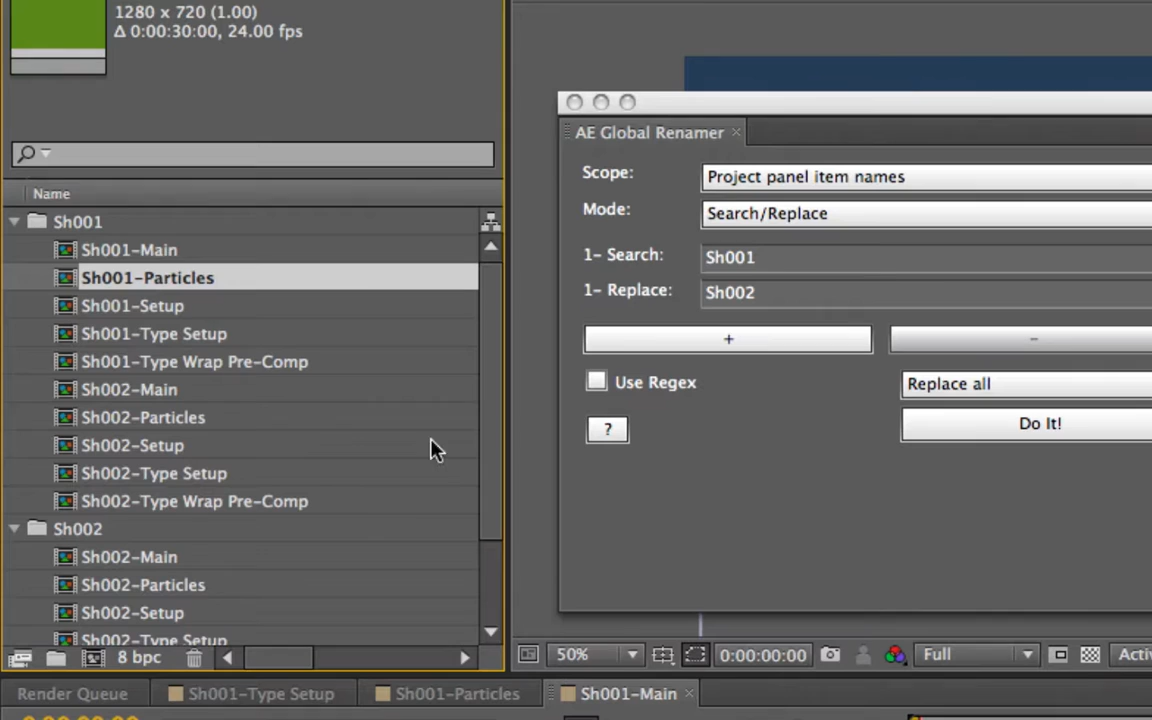 1280 x 720 (1.00)
Δ 0:00:30:00, 24.00 fps
Name
Sh001
Sh001-Main
Sh001-Particles
Sh001-Setup
Sh001-Type Setup
Sh001-Type Wrap Pre-Comp
Sh002-Main
Sh002-Particles
Sh002-Setup
Sh002-Type Setup
Sh002-Type Wrap Pre-Comp
Sh002
Sh002-Main
Sh002-Particles
Sh002-Setup
Sh002-Type Setup
8 bpc
AE Global Renamer ×
Scope: Project panel item names
Mode: Search/Replace
1- Search: Sh001
1- Replace: Sh002
+ −
Use Regex Replace all
? Do It!
50% 0:00:00:00 Full Activ
Render Queue Sh001-Type Setup Sh001-Particles Sh001-Main ×